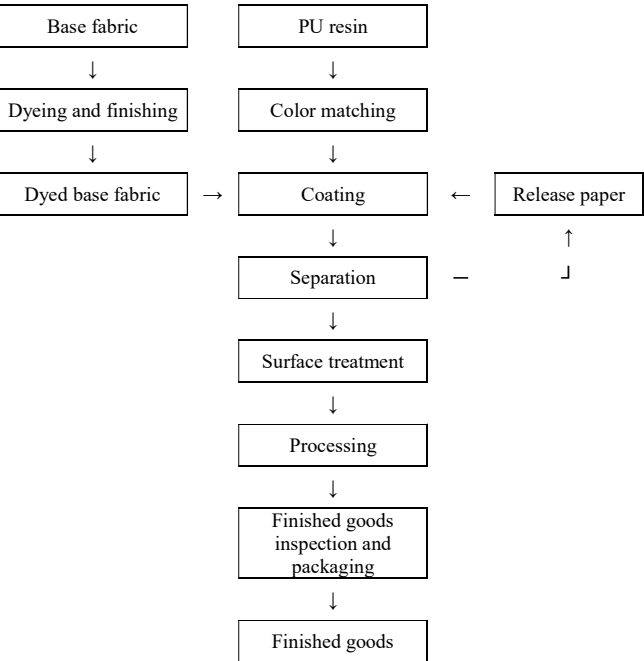 Base fabric
PU resin
↓
↓
Dyeing and finishing
Color matching
↓
↓
Dyed base fabric
→
Coating
←
Release paper
↓
↑
Separation
─
┘
↓
Surface treatment
↓
Processing
↓
Finished goods
inspection and
packaging
↓
Finished goods